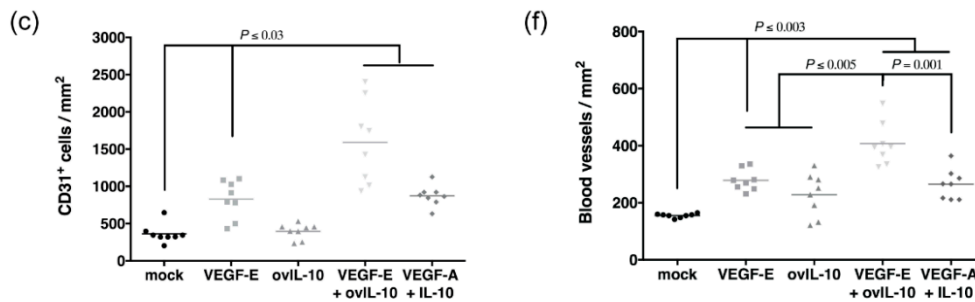 (c)
CD31⁺ cells / mm²
3000
2500
2000
1500
1000
500
0
P ≤ 0.03
mock VEGF-E ovIL-10 VEGF-E + ovIL-10 VEGF-A + IL-10
(f)
Blood vessels / mm²
800
600
400
200
0
P ≤ 0.003
P ≤ 0.005 P = 0.001
mock VEGF-E ovIL-10 VEGF-E + ovIL-10 VEGF-A + IL-10